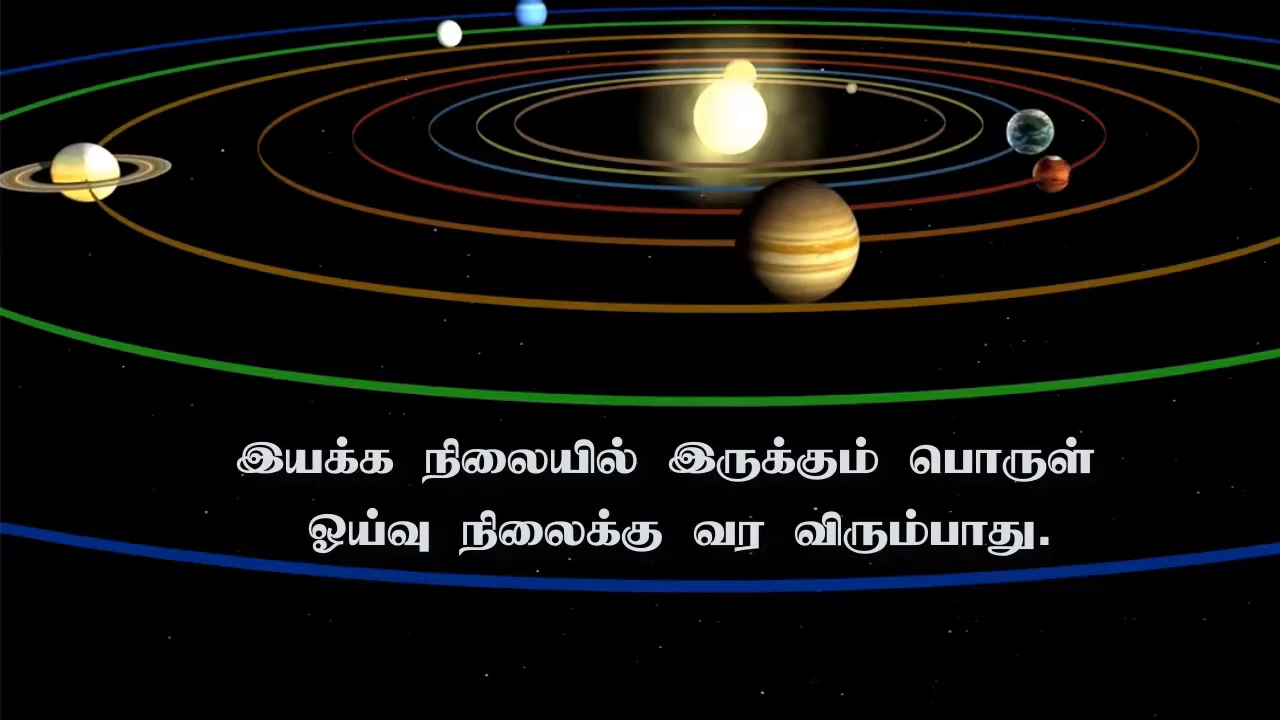 இயக்க நிலையில் இருக்கும் பொருள்
ஓய்வு நிலைக்கு வர விரும்பாது.